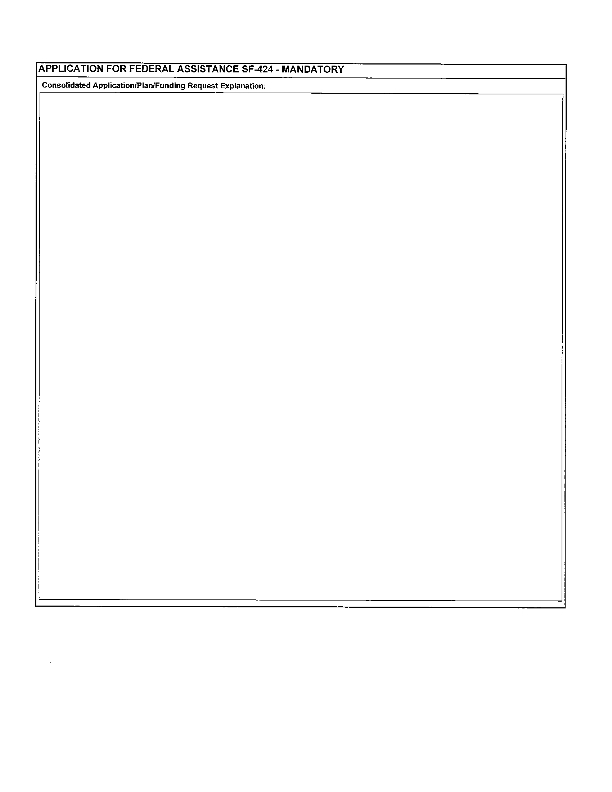 APPLICATION FOR FEDERAL ASSISTANCE SF-424 - MANDATORY
Consolidated Application/Plan/Funding Request Explanation.